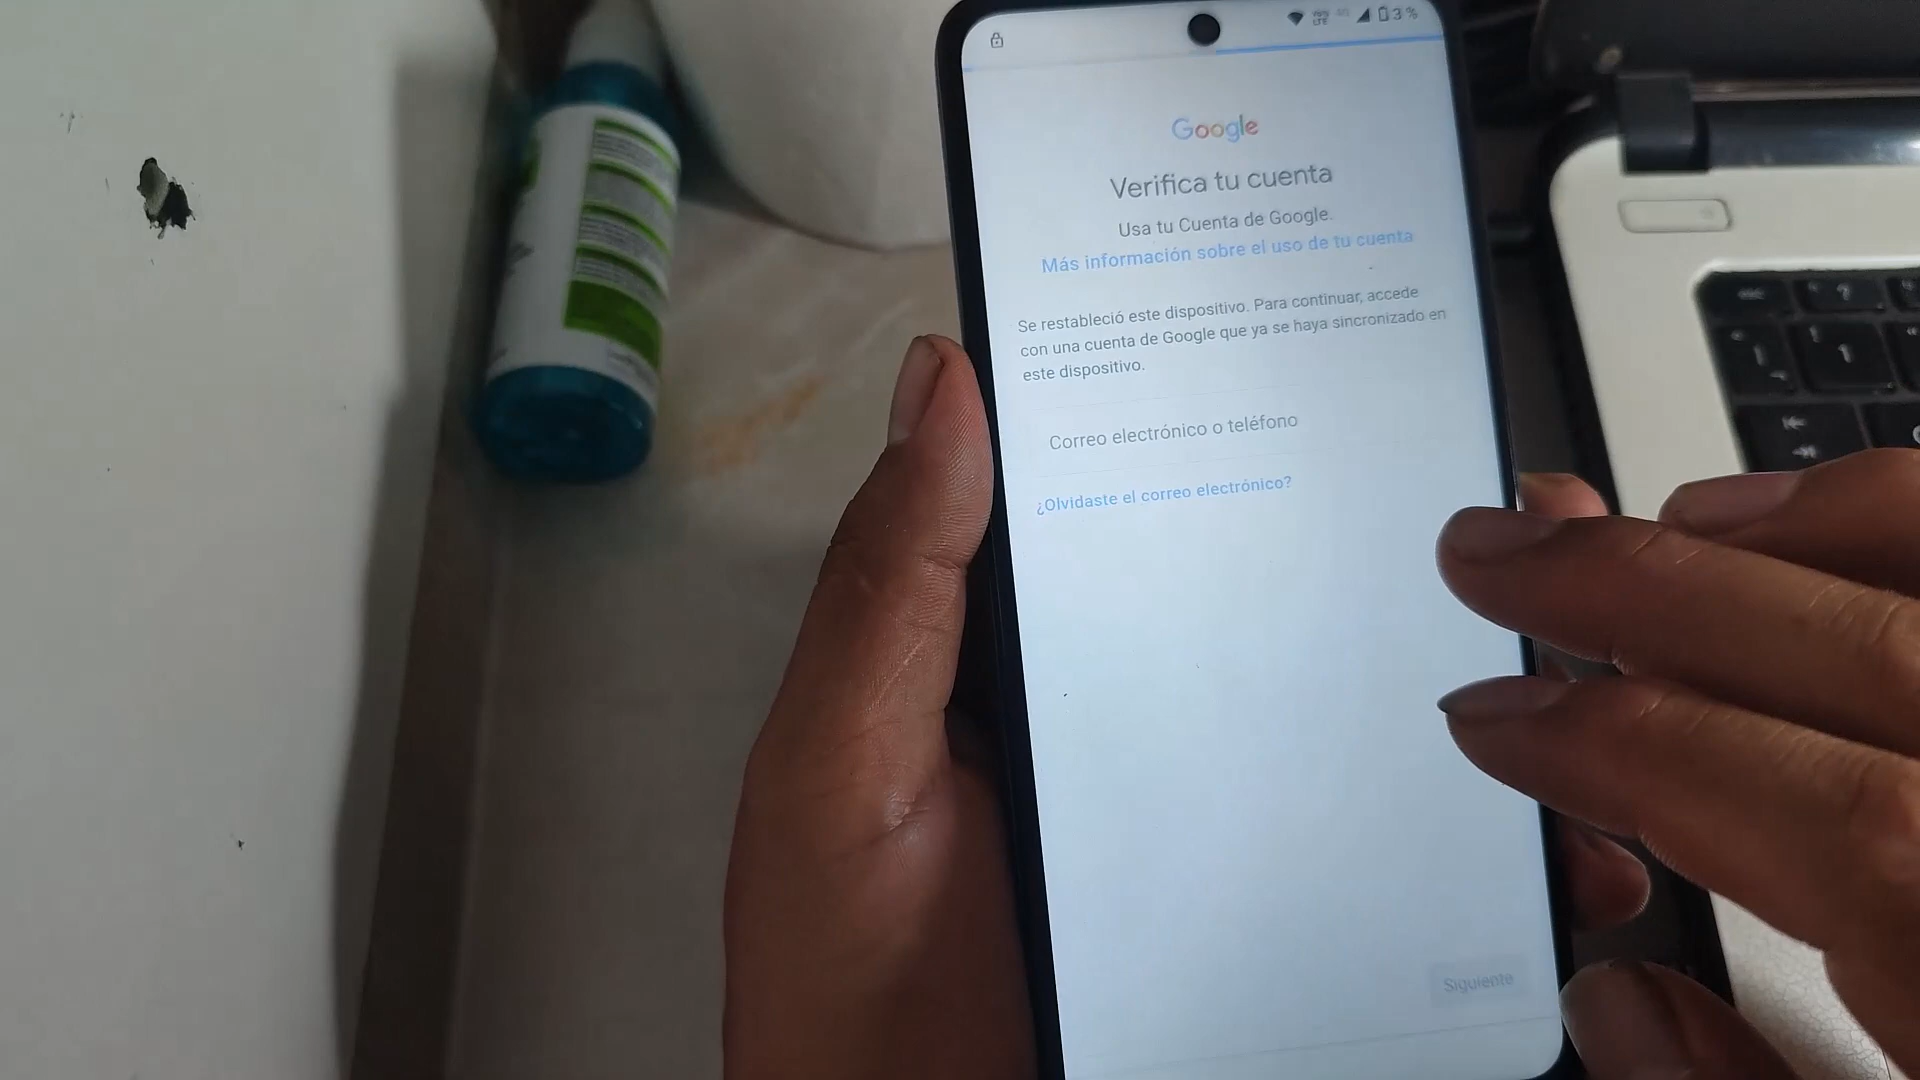 3%
Google
Verifica tu cuenta
Usa tu Cuenta de Google.
Más información sobre el uso de tu cuenta
Se restableció este dispositivo. Para continuar, accede
con una cuenta de Google que ya se haya sincronizado en
este dispositivo.
Correo electrónico o teléfono
¿Olvidaste el correo electrónico?
Siguiente
esc
1